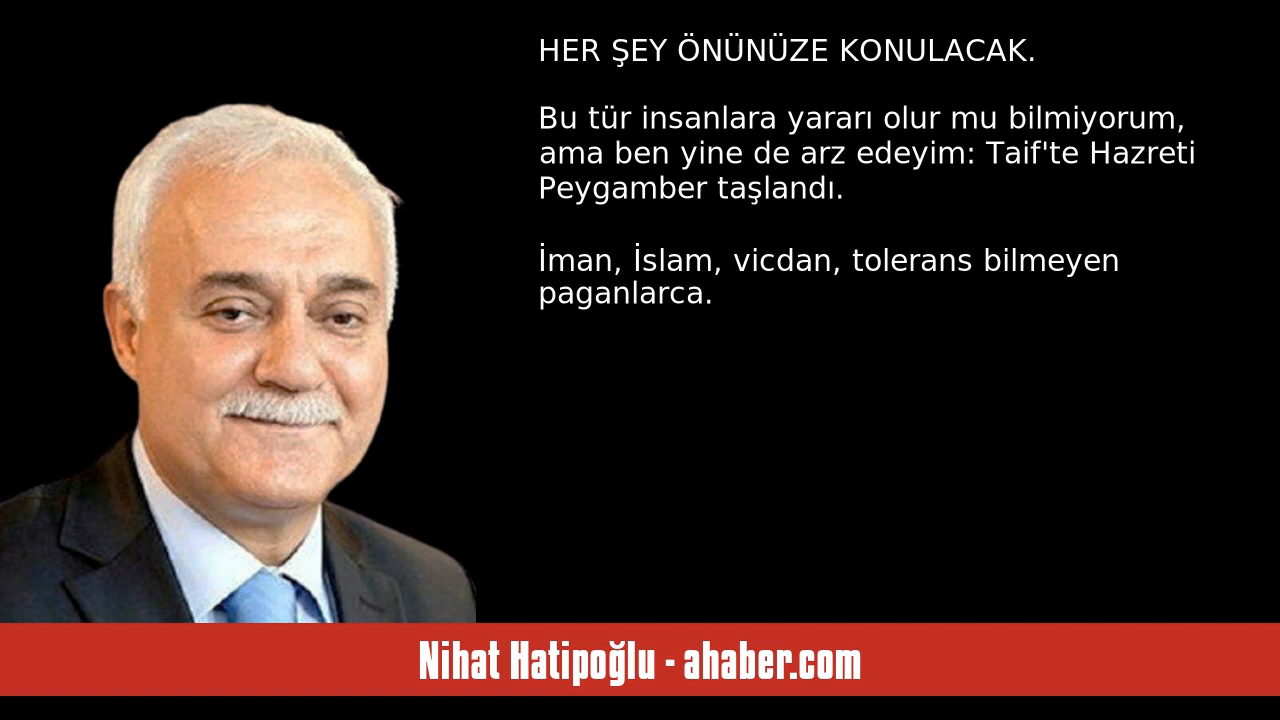 HER ŞEY ÖNÜNÜZE KONULACAK.
Bu tür insanlara yararı olur mu bilmiyorum,
ama ben yine de arz edeyim: Taif'te Hazreti
Peygamber taşlandı.
İman, İslam, vicdan, tolerans bilmeyen
paganlarca.
Nihat Hatipoğlu - ahaber.com